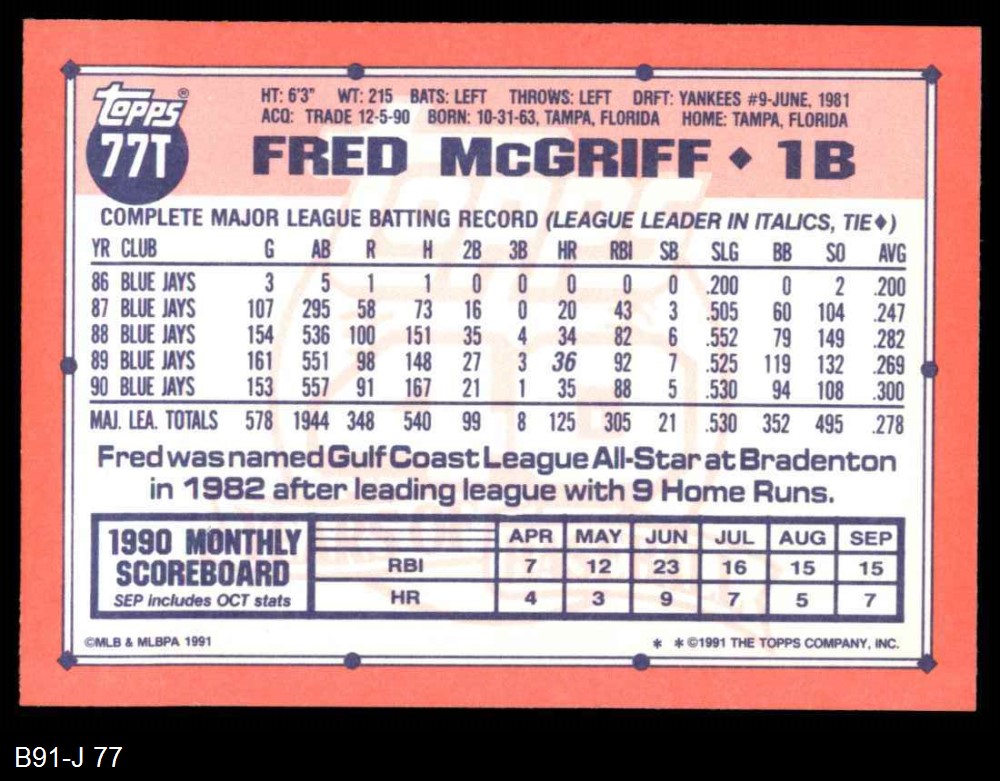 topps®
77T
HT: 6'3" WT: 215 BATS: LEFT THROWS: LEFT DRFT: YANKEES #9-JUNE, 1981
ACQ: TRADE 12-5-90 BORN: 10-31-63, TAMPA, FLORIDA HOME: TAMPA, FLORIDA
FRED McGRIFF ♦ 1B
COMPLETE MAJOR LEAGUE BATTING RECORD (LEAGUE LEADER IN ITALICS, TIE♦)
YR CLUB G AB R H 2B 3B HR RBI SB SLG BB SO AVG
86 BLUE JAYS 3 5 1 1 0 0 0 0 0 .200 0 2 .200
87 BLUE JAYS 107 295 58 73 16 0 20 43 3 .505 60 104 .247
88 BLUE JAYS 154 536 100 151 35 4 34 82 6 .552 79 149 .282
89 BLUE JAYS 161 551 98 148 27 3 36 92 7 .525 119 132 .269
90 BLUE JAYS 153 557 91 167 21 1 35 88 5 .530 94 108 .300
MAJ. LEA. TOTALS 578 1944 348 540 99 8 125 305 21 .530 352 495 .278
Fred was named Gulf Coast League All-Star at Bradenton
in 1982 after leading league with 9 Home Runs.
1990 MONTHLY
SCOREBOARD
SEP includes OCT stats
APR MAY JUN JUL AUG SEP
RBI 7 12 23 16 15 15
HR 4 3 9 7 5 7
©MLB & MLBPA 1991
* * ©1991 THE TOPPS COMPANY, INC.
B91-J 77